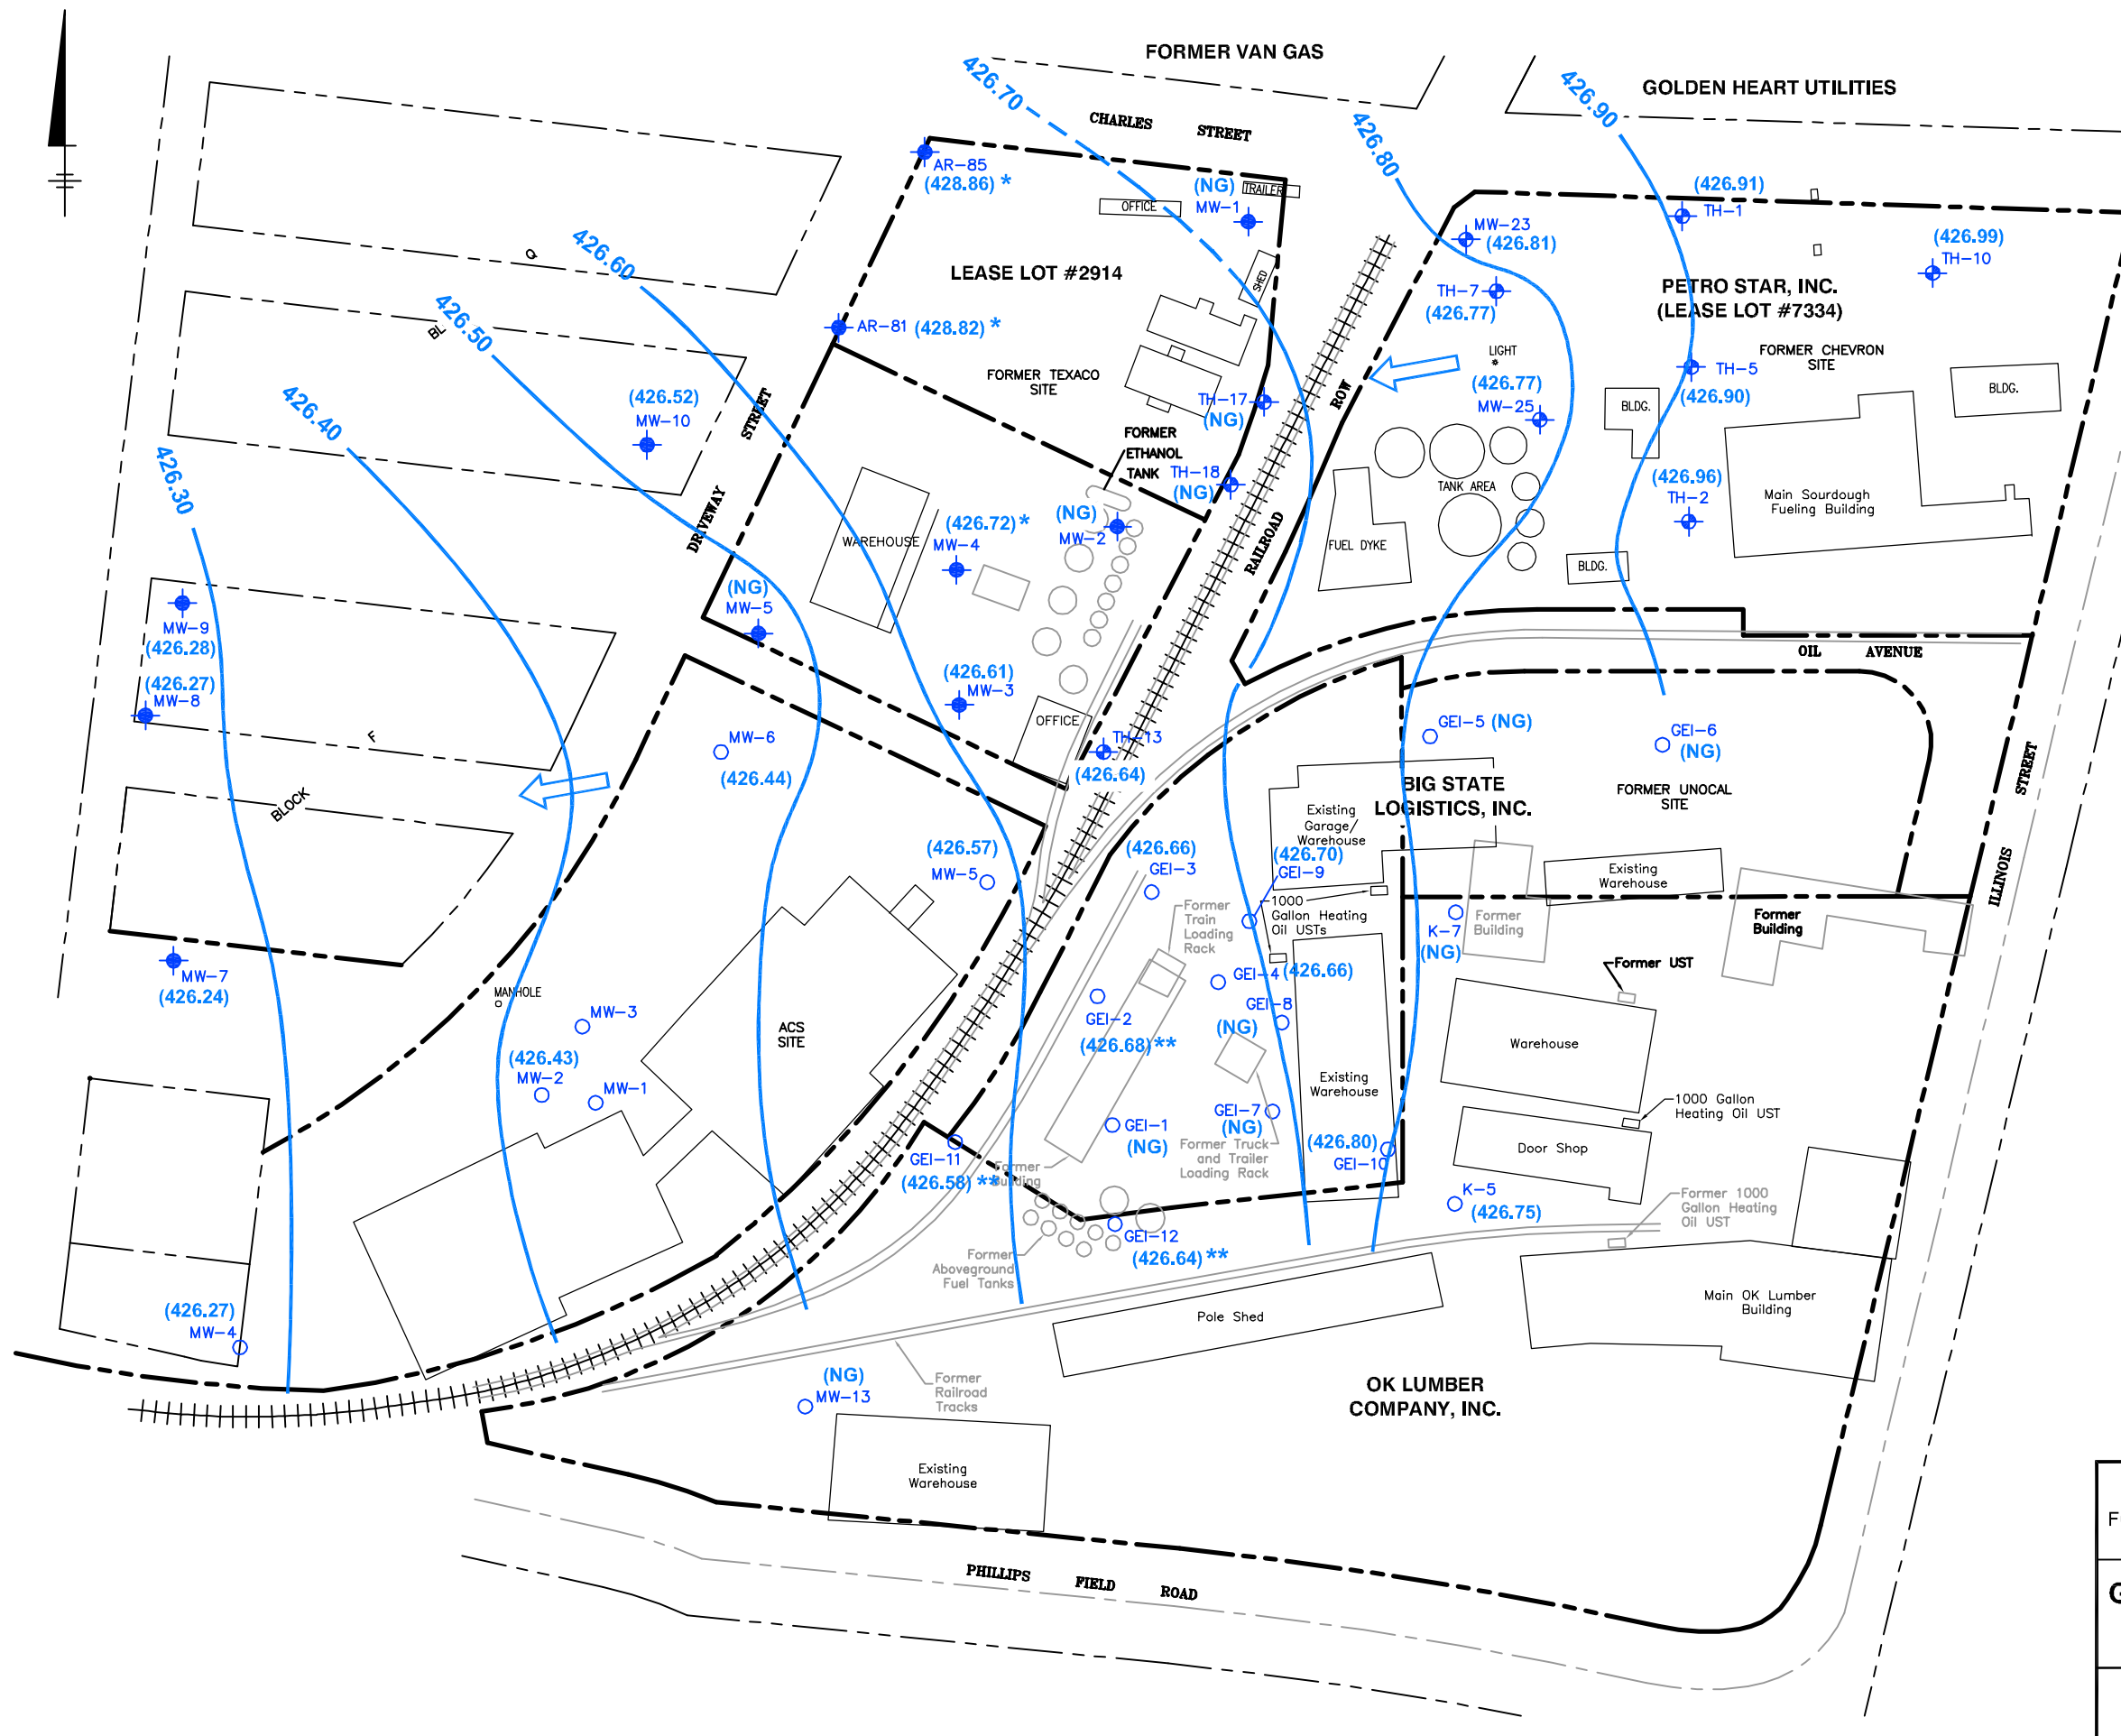 FORMER VAN GAS
GOLDEN HEART UTILITIES
426.70
426.80
426.90
CHARLES STREET
AR-85
(428.86) *
OFFICE
(NG)
TRAILER
MW-1
(426.91)
TH-1
MW-23
(426.81)
(426.99)
TH-10
Q
426.60
LEASE LOT #2914
SHED
TH-7
(426.77)
PETRO STAR, INC.
(LEASE LOT #7334)
BL
426.50
AR-81 (428.82) *
LIGHT
FORMER CHEVRON
SITE
FORMER TEXACO
SITE
(426.77)
MW-25
TH-5
(426.90)
BLDG.
BLDG.
426.40
(426.52)
MW-10
STREET
TH-17
(NG)
ROW
FORMER
ETHANOL
TANK
TH-18
(NG)
426.30
DRIVEWAY
TANK AREA
(426.96)
TH-2
Main Sourdough
Fueling Building
WAREHOUSE
(426.72) *
MW-4
(NG)
MW-2
RAILROAD
FUEL DYKE
BLDG.
(NG)
MW-5
MW-9
(426.28)
(426.27)
MW-8
OIL AVENUE
(426.61)
MW-3
OFFICE
MW-6
(426.44)
F
TH-13
(426.64)
GEI-5 (NG)
GEI-6
(NG)
BLOCK
BIG STATE
LOGISTICS, INC.
FORMER UNOCAL
SITE
STREET
Existing
Garage/
Warehouse
(426.57)
MW-5
(426.66)
GEI-3
(426.70)
GEI-9
Existing
Warehouse
ILLINOIS
Former
Train
Loading
Rack
1000
Gallon Heating
Oil USTs
K-7
(NG)
Former
Building
Former
Building
MW-7
(426.24)
MANHOLE
GEI-4 (426.66)
Former UST
MW-3
GEI-2
(426.68) **
GEI-8
(NG)
ACS
SITE
Warehouse
(426.43)
MW-2
MW-1
Existing
Warehouse
1000 Gallon
Heating Oil UST
GEI-1
(NG)
GEI-7
(NG)
Former Truck
and Trailer
Loading Rack
Door Shop
GEI-11
(426.58) **
Former
Building
(426.80)
GEI-10
K-5
(426.75)
Former 1000
Gallon Heating
Oil UST
GEI-12
(426.64) **
Former
Aboveground
Fuel Tanks
(426.27)
MW-4
Pole Shed
Main OK Lumber
Building
(NG)
MW-13
Former
Railroad
Tracks
OK LUMBER
COMPANY, INC.
Existing
Warehouse
PHILLIPS FIELD ROAD
F
G